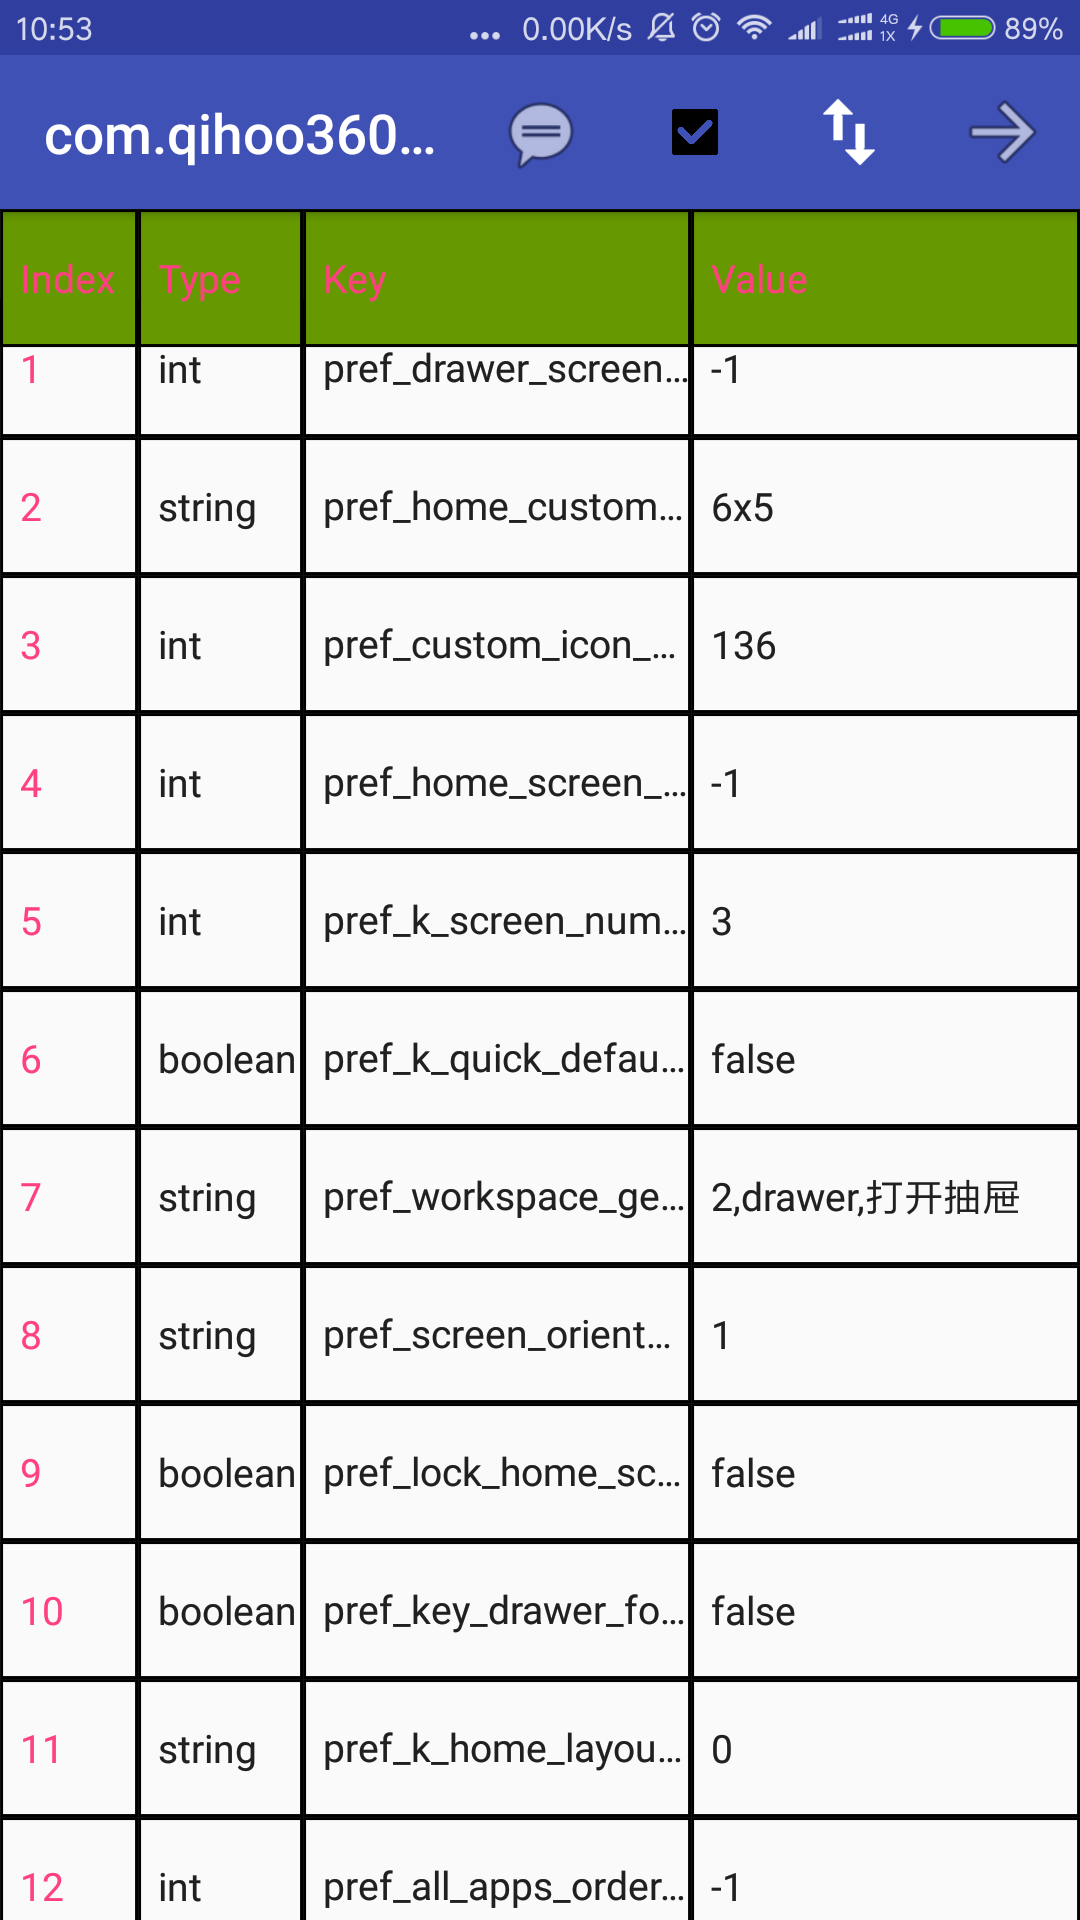 10:53 ... 0.00K/s 4G 1X 89%
com.qihoo360...
Index Type Key Value
1 int pref_drawer_screen... -1
2 string pref_home_custom... 6x5
3 int pref_custom_icon_... 136
4 int pref_home_screen_... -1
5 int pref_k_screen_num... 3
6 boolean pref_k_quick_defau... false
7 string pref_workspace_ge... 2,drawer,打开抽屉
8 string pref_screen_orient... 1
9 boolean pref_lock_home_sc... false
10 boolean pref_key_drawer_fo... false
11 string pref_k_home_layou... 0
12 int pref_all_apps_order... -1